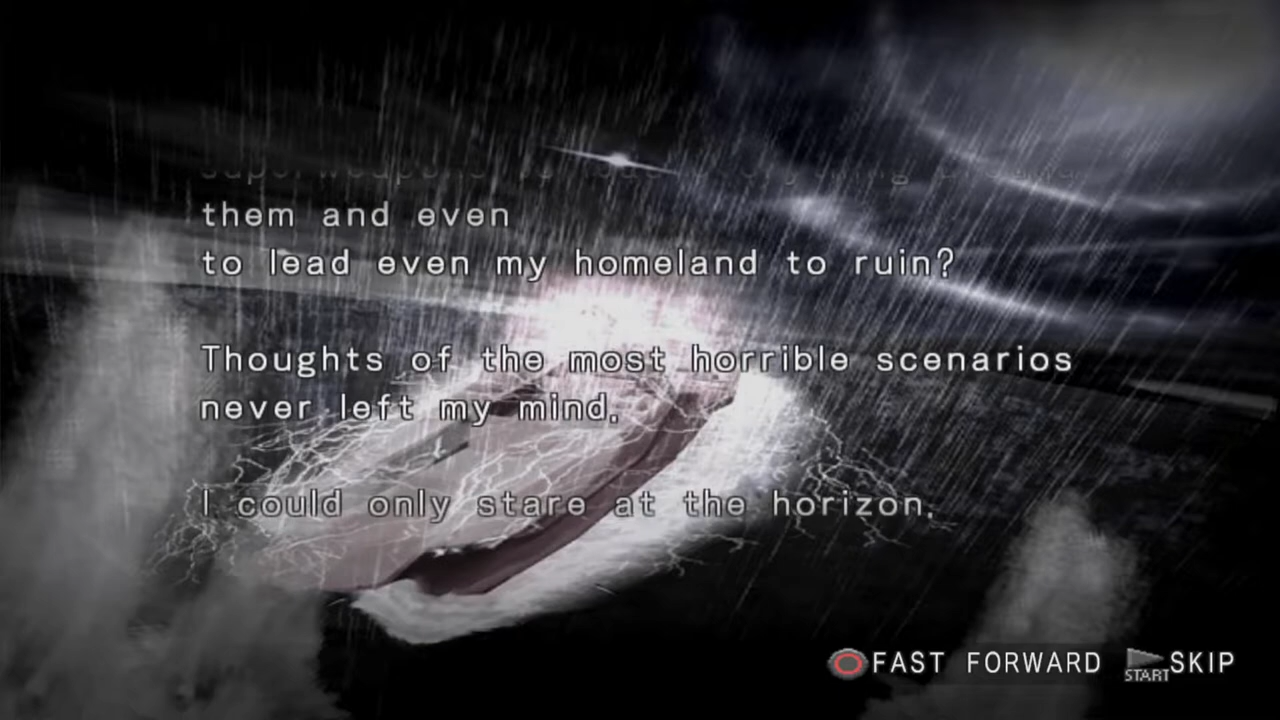 them and even
to lead even my homeland to ruin?
Thoughts of the most horrible scenarios
never left my mind.
I could only stare at the horizon.
FAST FORWARD
START SKIP